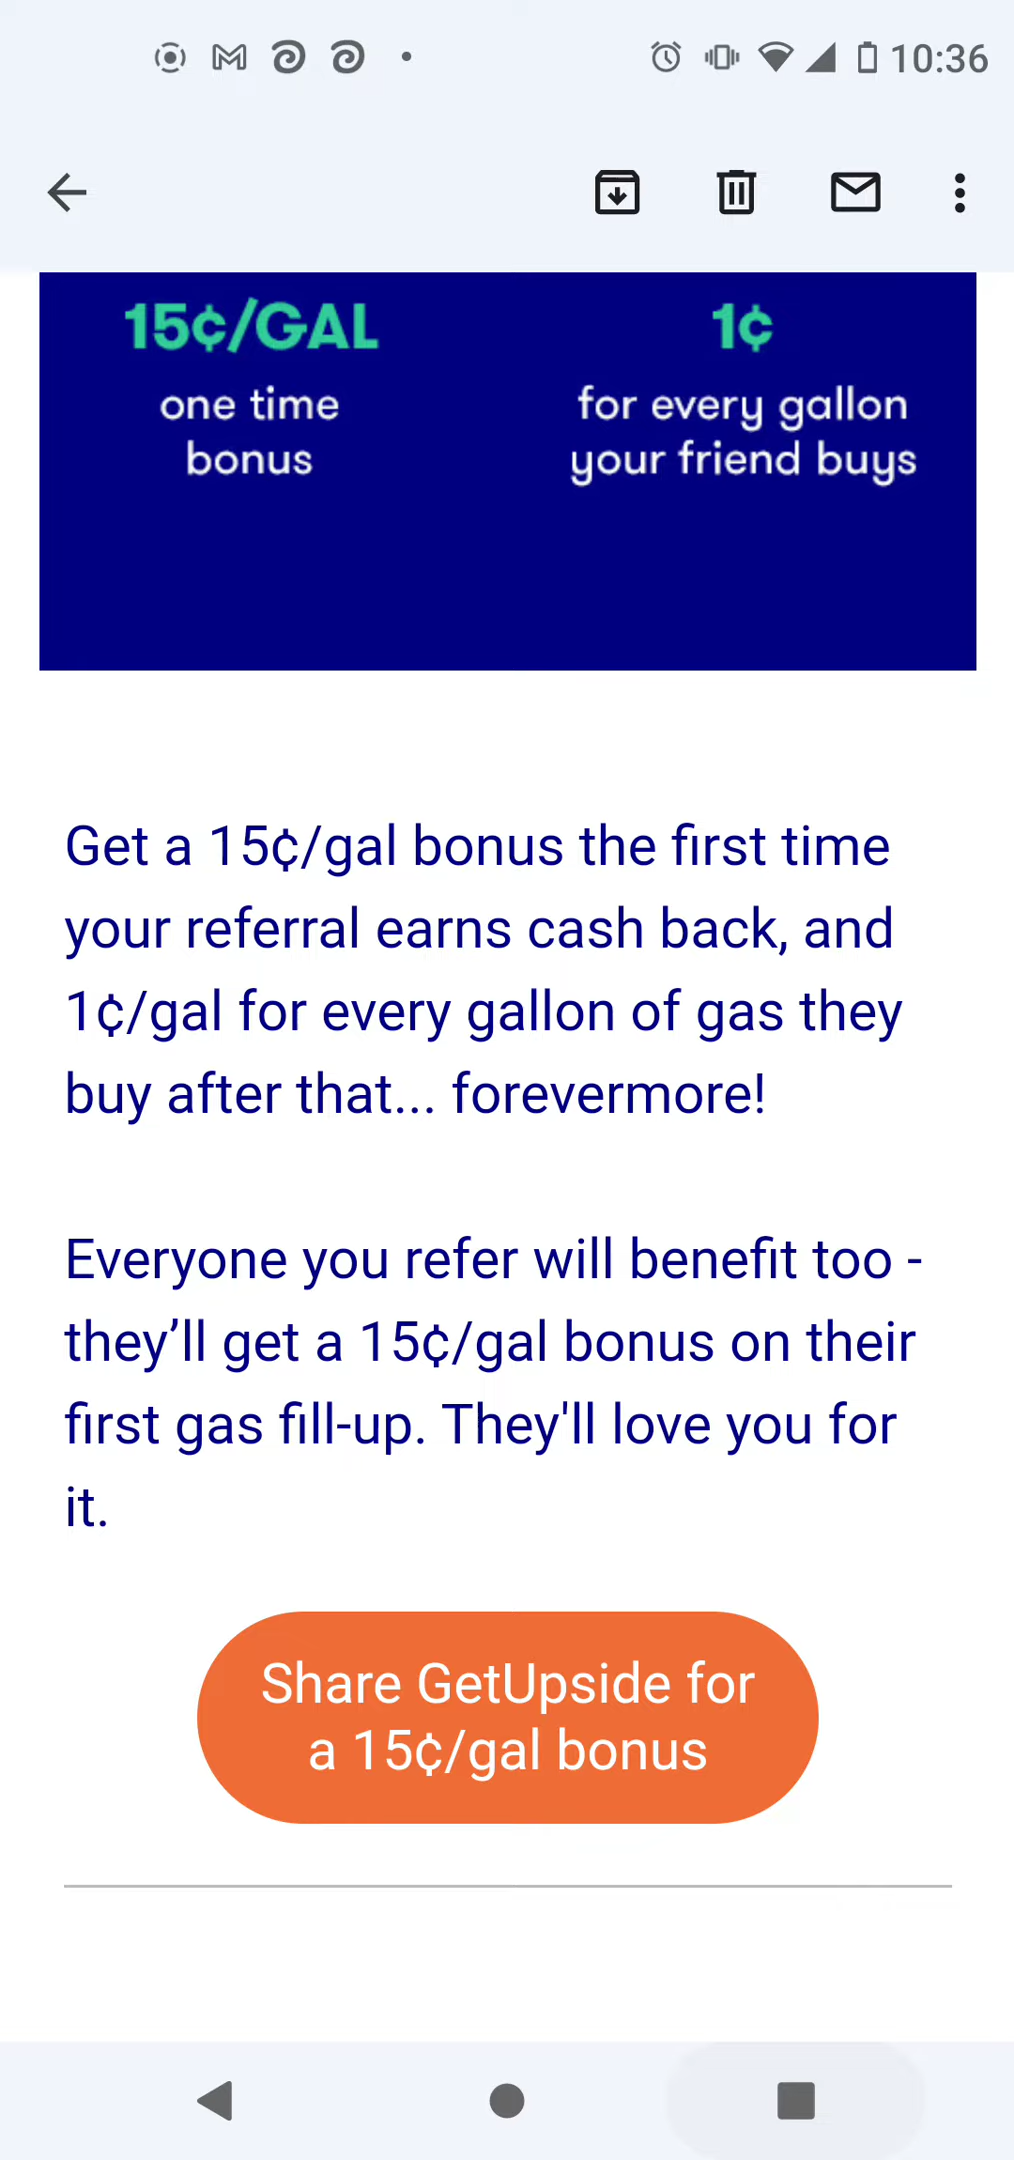 10:36
15¢/GAL
one time
bonus
1¢
for every gallon
your friend buys
Get a 15¢/gal bonus the first time
your referral earns cash back, and
1¢/gal for every gallon of gas they
buy after that... forevermore!
Everyone you refer will benefit too -
they’ll get a 15¢/gal bonus on their
first gas fill-up. They'll love you for
it.
Share GetUpside for
a 15¢/gal bonus